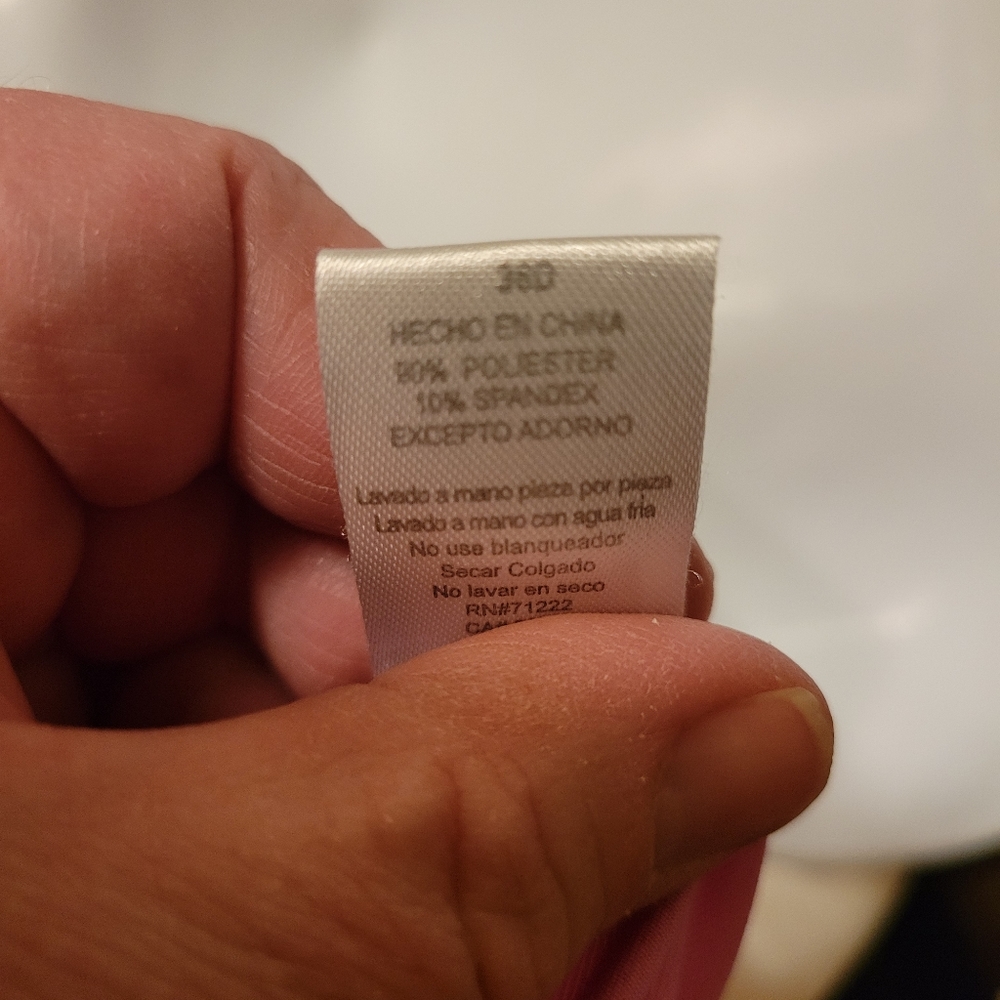 36D
HECHO EN CHINA
90% POLIESTER
10% SPANDEX
EXCEPTO ADORNO
Lavado a mano pieza por pieza
Lavado a mano con agua fria
No use blanqueador
Secar Colgado
No lavar en seco
RN#71222